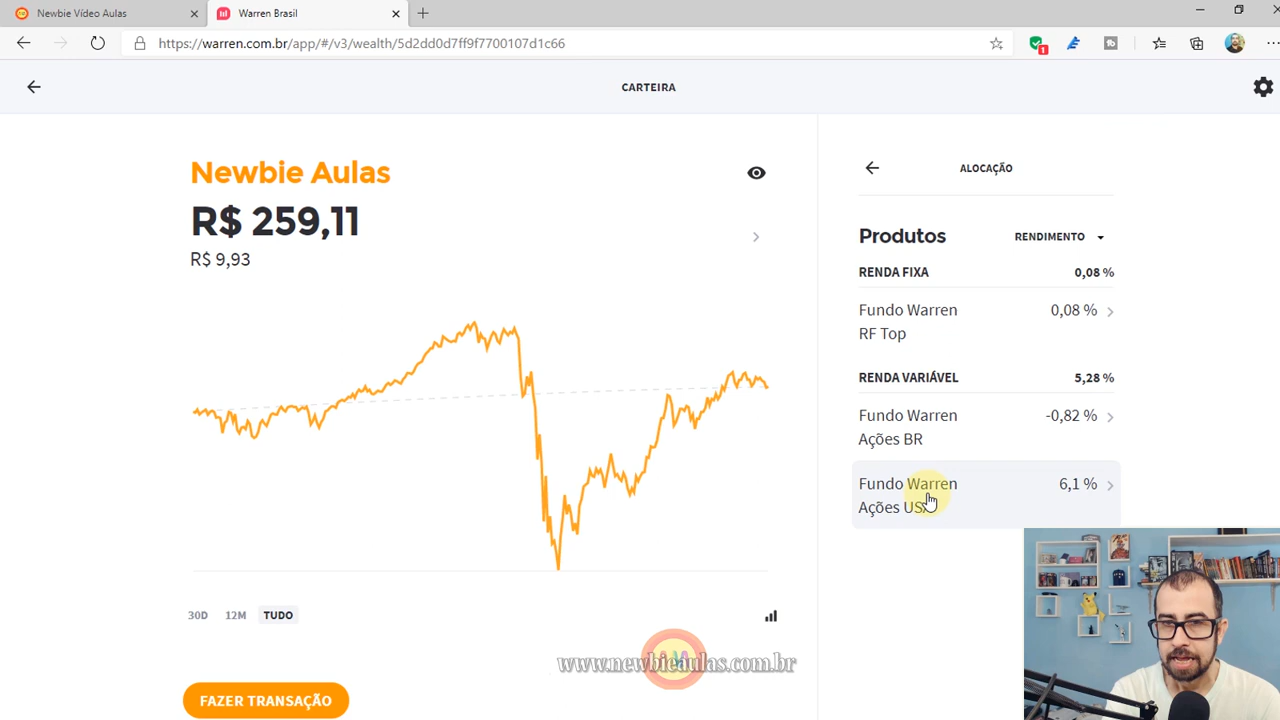 Newbie Vídeo Aulas
Warren Brasil
https://warren.com.br/app/#/v3/wealth/5d2dd0d7ff9f7700107d1c66
1
CARTEIRA
Newbie Aulas
R$ 259,11
R$ 9,93
30D 12M TUDO
FAZER TRANSAÇÃO
www.newbieaulas.com.br
ALOCAÇÃO
Produtos RENDIMENTO
RENDA FIXA 0,08 %
Fundo Warren 0,08 %
RF Top
RENDA VARIÁVEL 5,28 %
Fundo Warren -0,82 %
Ações BR
Fundo Warren 6,1 %
Ações